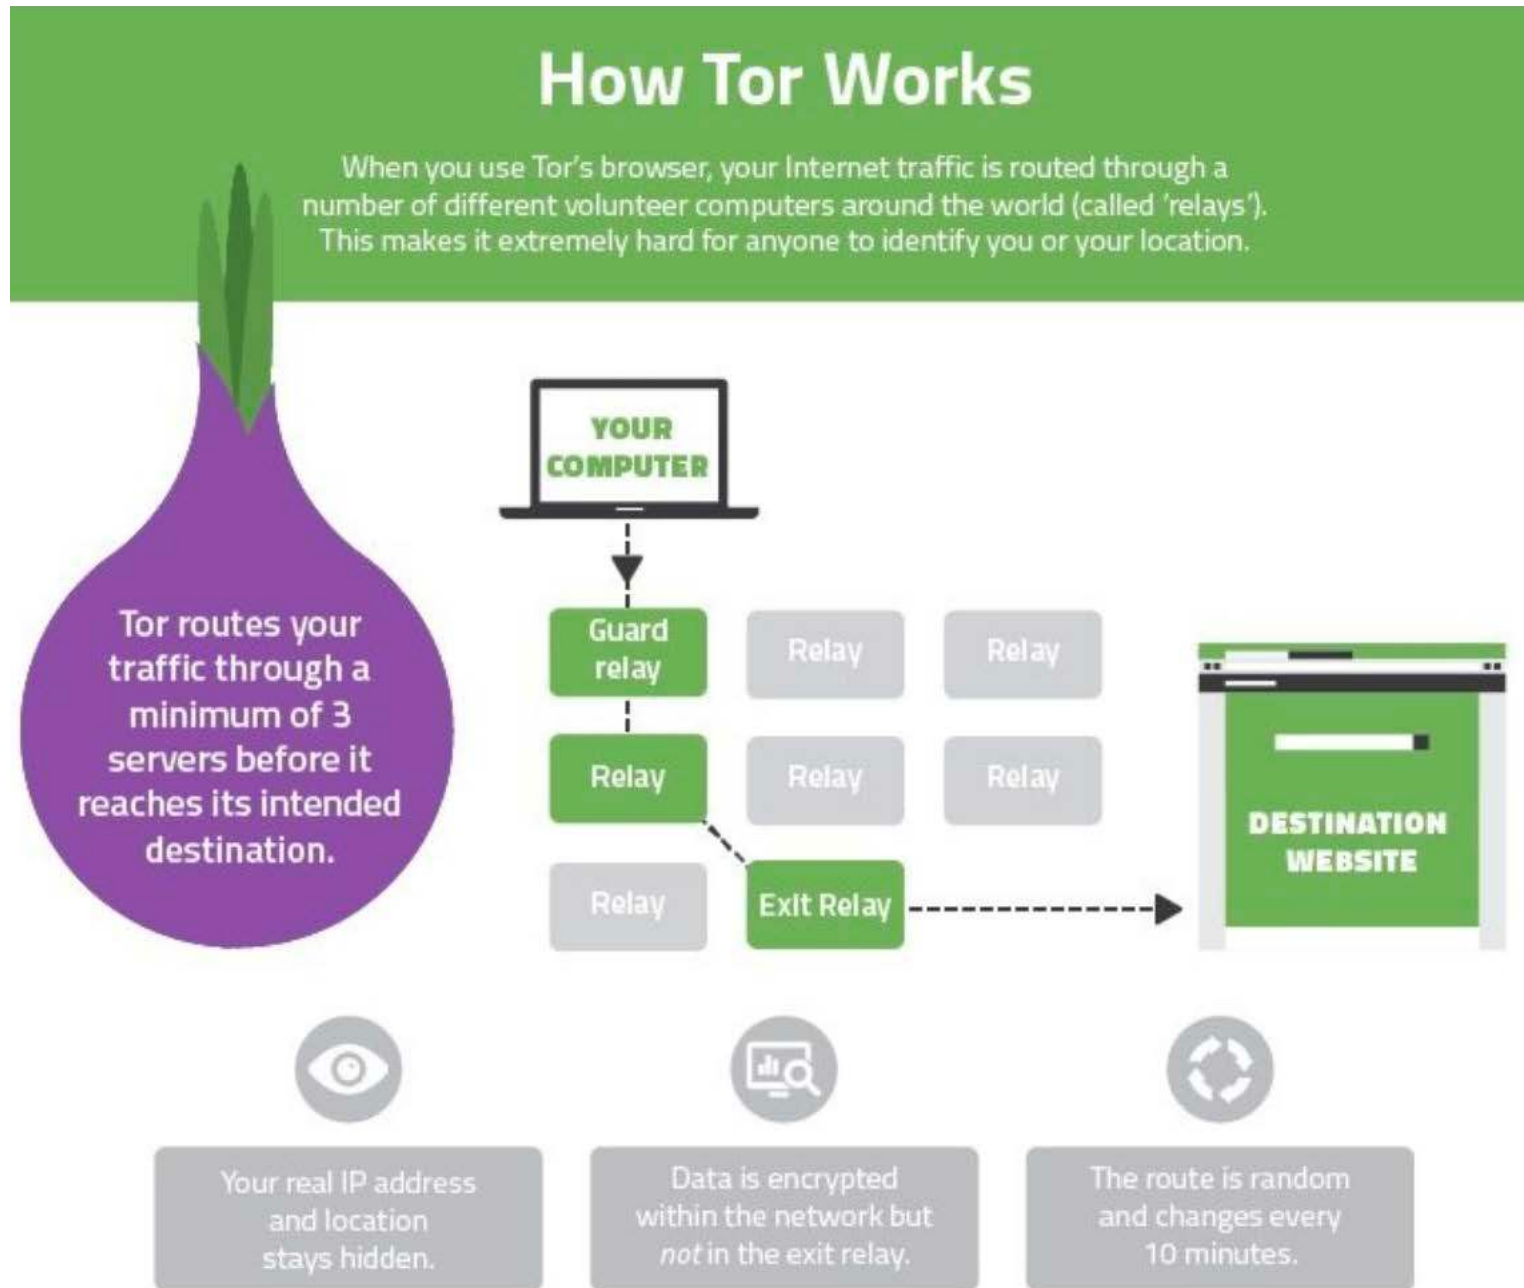 How Tor Works
When you use Tor's browser, your Internet traffic is routed through a
number of different volunteer computers around the world (called 'relays').
This makes it extremely hard for anyone to identify you or your location.
Tor routes your
traffic through a
minimum of 3
servers before it
reaches its intended
destination.
YOUR
COMPUTER
Guard
relay
Relay
Relay
Relay
Relay
Relay
Relay
Exit Relay
DESTINATION
WEBSITE
Your real IP address
and location
stays hidden.
Data is encrypted
within the network but
not in the exit relay.
The route is random
and changes every
10 minutes.